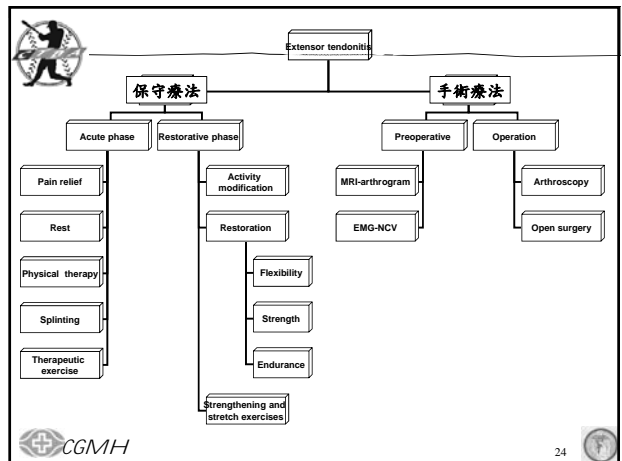 Extensor tendonitis
保守療法
手術療法
Acute phase
Restorative phase
Preoperative
Operation
Pain relief
Rest
Physical therapy
Splinting
Therapeutic
exercise
Activity
modification
Restoration
Flexibility
Strength
Endurance
Strengthening and
stretch exercises
MRI-arthrogram
EMG-NCV
Arthroscopy
Open surgery
CGMH
24